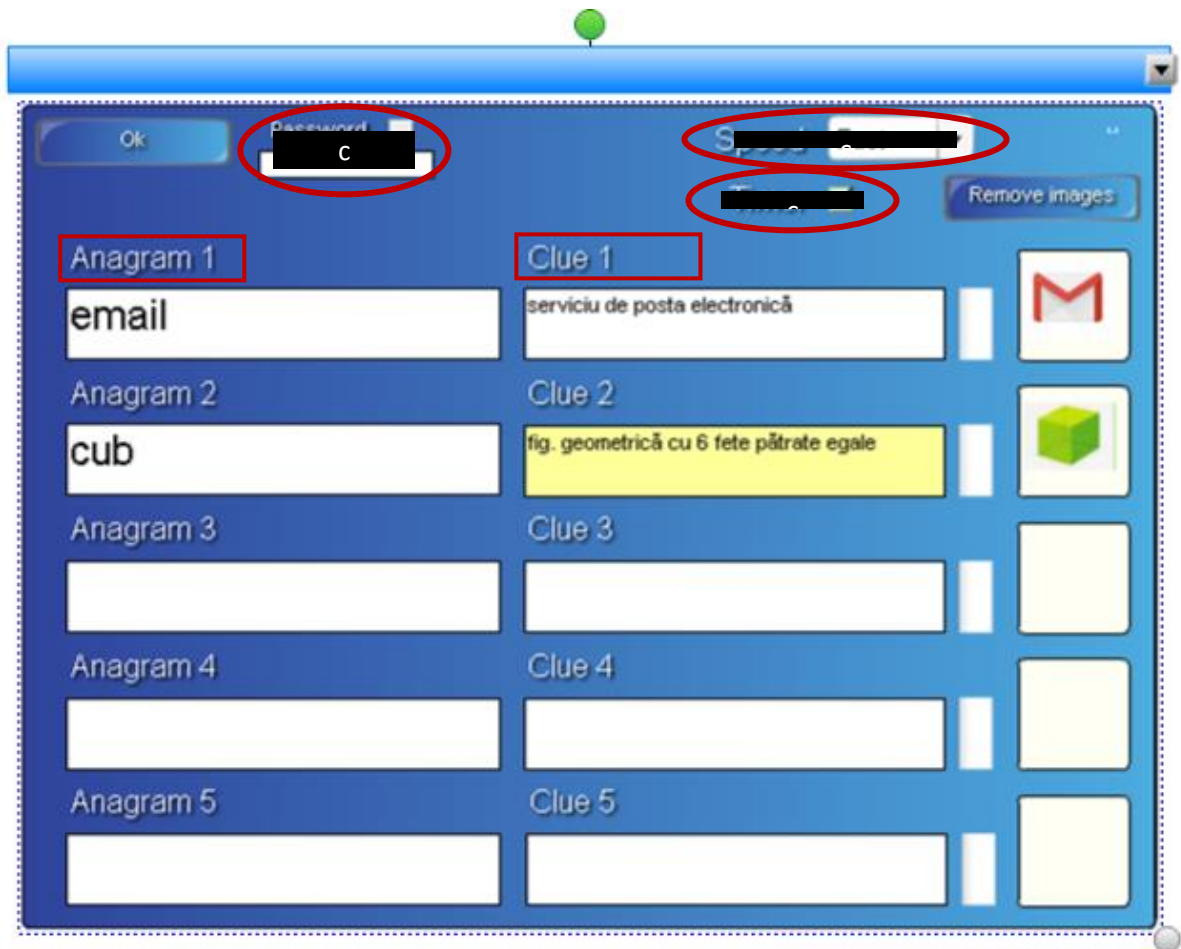 Ok
Password
c
Speed
Remove images
Anagram 1
Clue 1
email
serviciu de posta electronică
Anagram 2
Clue 2
cub
fig. geometrică cu 6 fete pătrate egale
Anagram 3
Clue 3
Anagram 4
Clue 4
Anagram 5
Clue 5